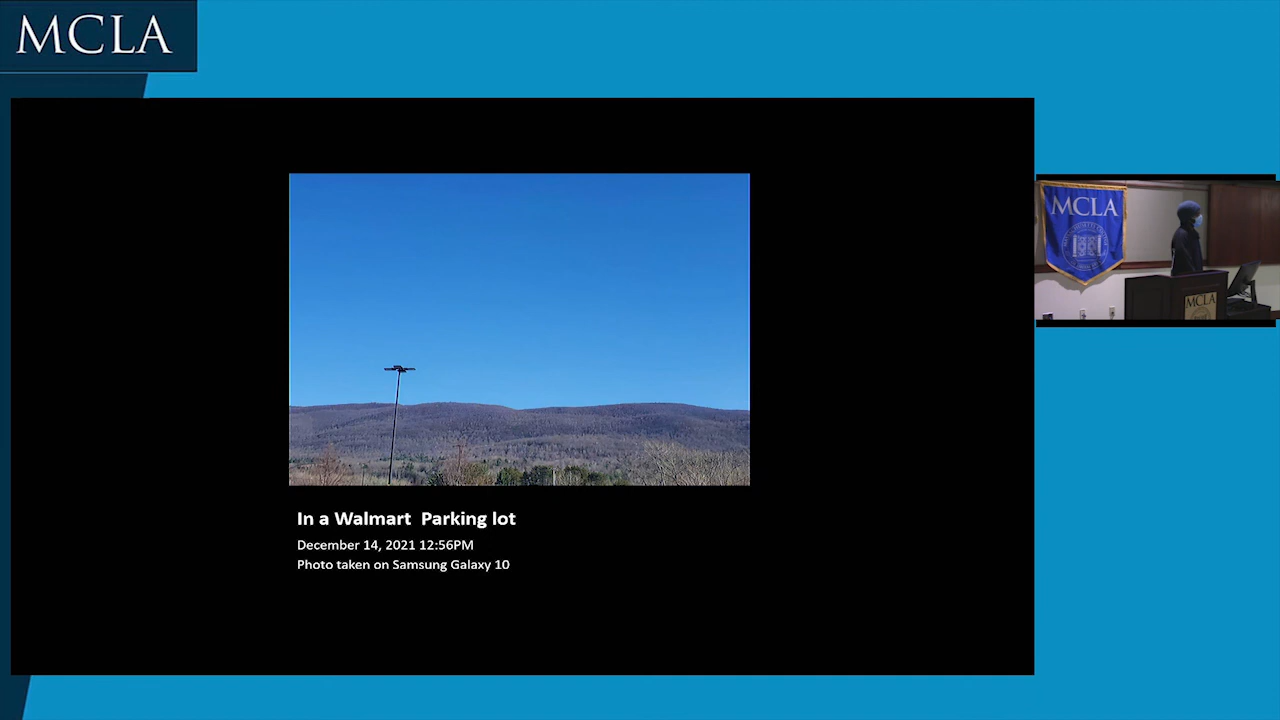 MCLA
In a Walmart  Parking lot
December 14, 2021 12:56PM
Photo taken on Samsung Galaxy 10
MCLA
MCLA